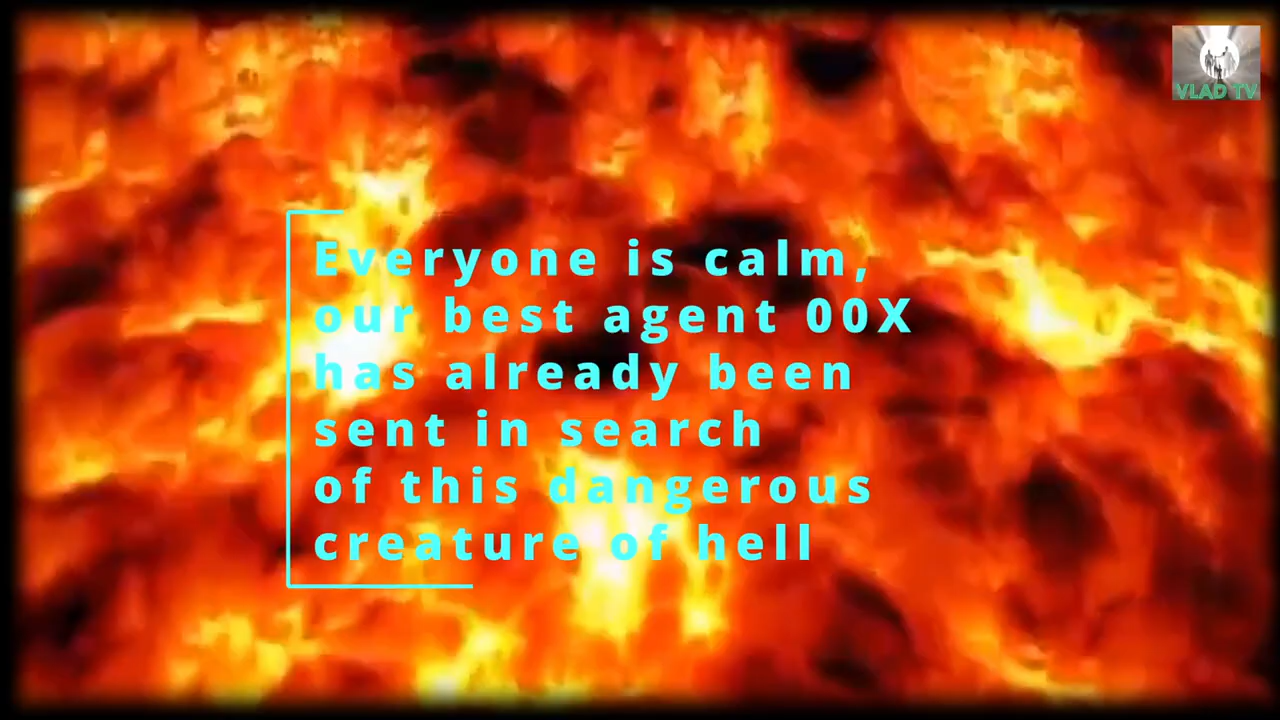 VLAD TV
Everyone is calm,
our best agent 00X
has already been
sent in search
of this dangerous
creature of hell